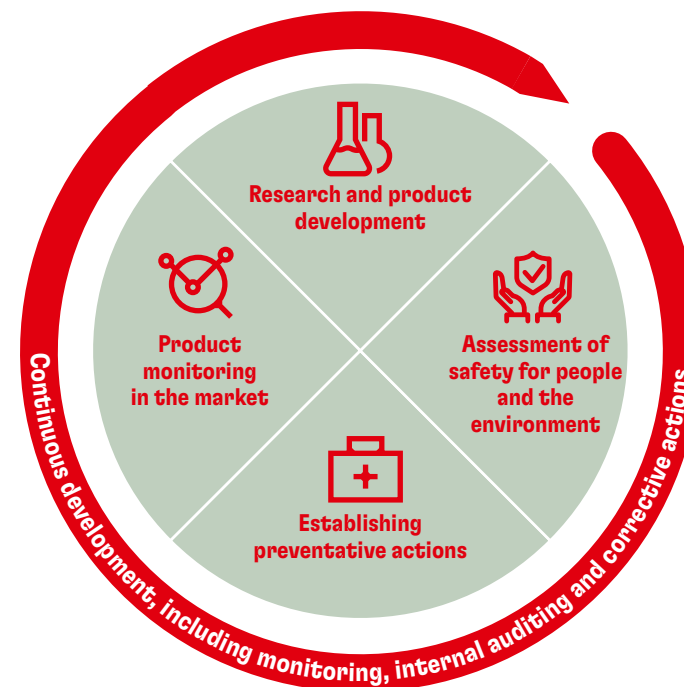 Research and product
development
Assessment of
safety for people
and the
environment
Establishing
preventative actions
Product
monitoring
in the market
Continuous development, including monitoring, internal auditing and corrective actions